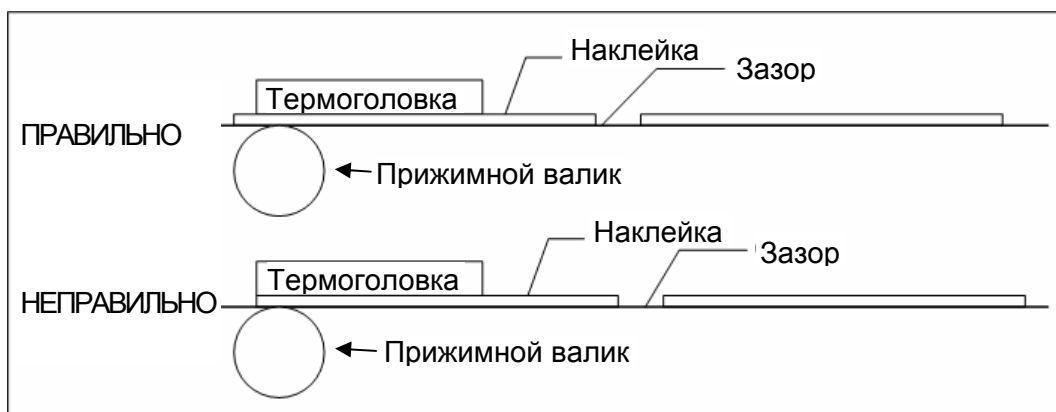 Наклейка
Зазор
Термоголовка
ПРАВИЛЬНО
Прижимной валик
Наклейка
Зазор
Термоголовка
НЕПРАВИЛЬНО
Прижимной валик